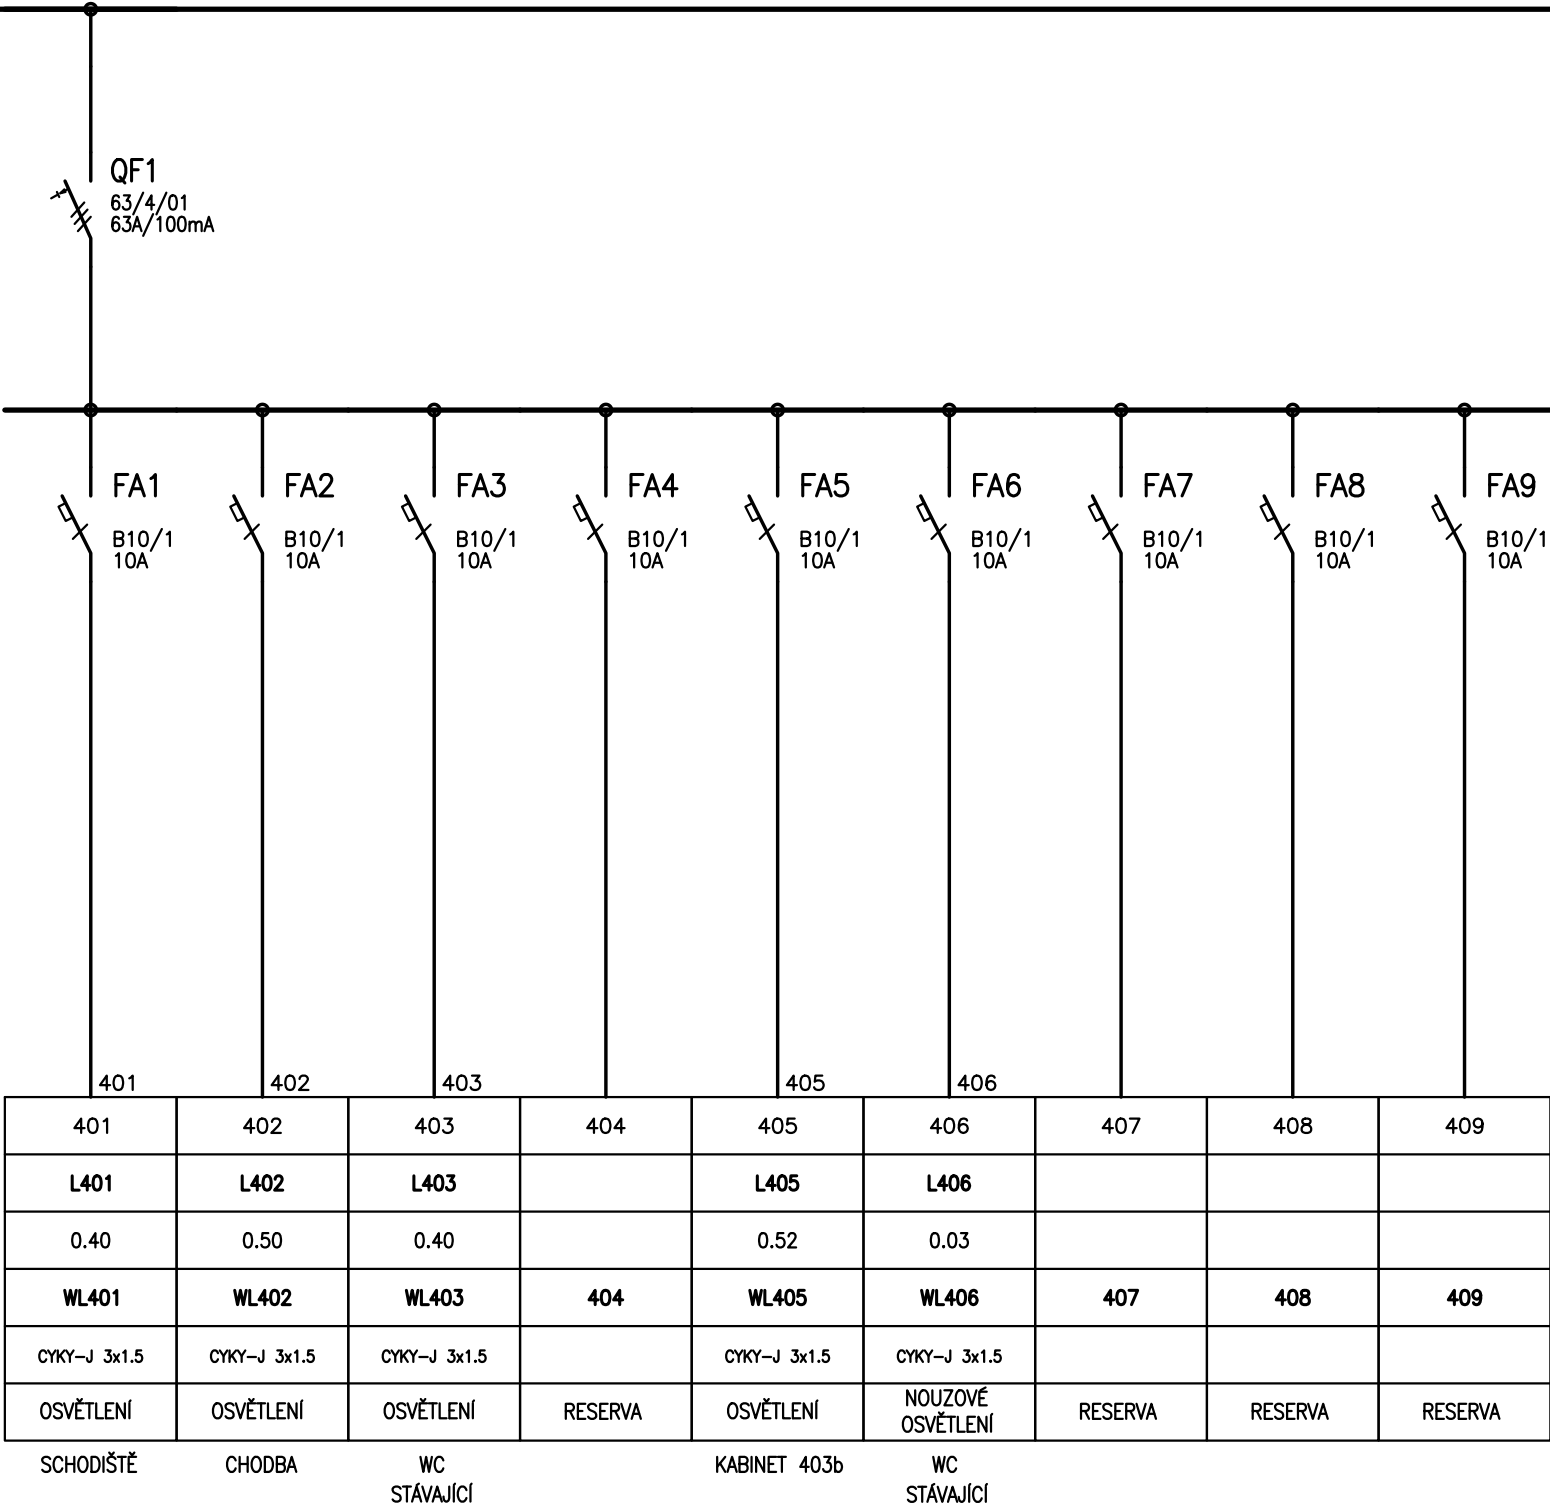 QF1
63/4/01
63A/100mA
FA1 FA2 FA3 FA4 FA5 FA6 FA7 FA8 FA9
B10/1 B10/1 B10/1 B10/1 B10/1 B10/1 B10/1 B10/1 B10/1
10A 10A 10A 10A 10A 10A 10A 10A 10A
401 402 403 405 406
401 402 403 404 405 406 407 408 409
L401 L402 L403 L405 L406
0.40 0.50 0.40 0.52 0.03
WL401 WL402 WL403 404 WL405 WL406 407 408 409
CYKY-J 3x1.5 CYKY-J 3x1.5 CYKY-J 3x1.5 CYKY-J 3x1.5 CYKY-J 3x1.5
OSVĚTLENÍ OSVĚTLENÍ OSVĚTLENÍ RESERVA OSVĚTLENÍ NOUZOVÉ OSVĚTLENÍ RESERVA RESERVA RESERVA
SCHODIŠTĚ CHODBA WC KABINET 403b WC
STÁVAJÍCÍ STÁVAJÍCÍ